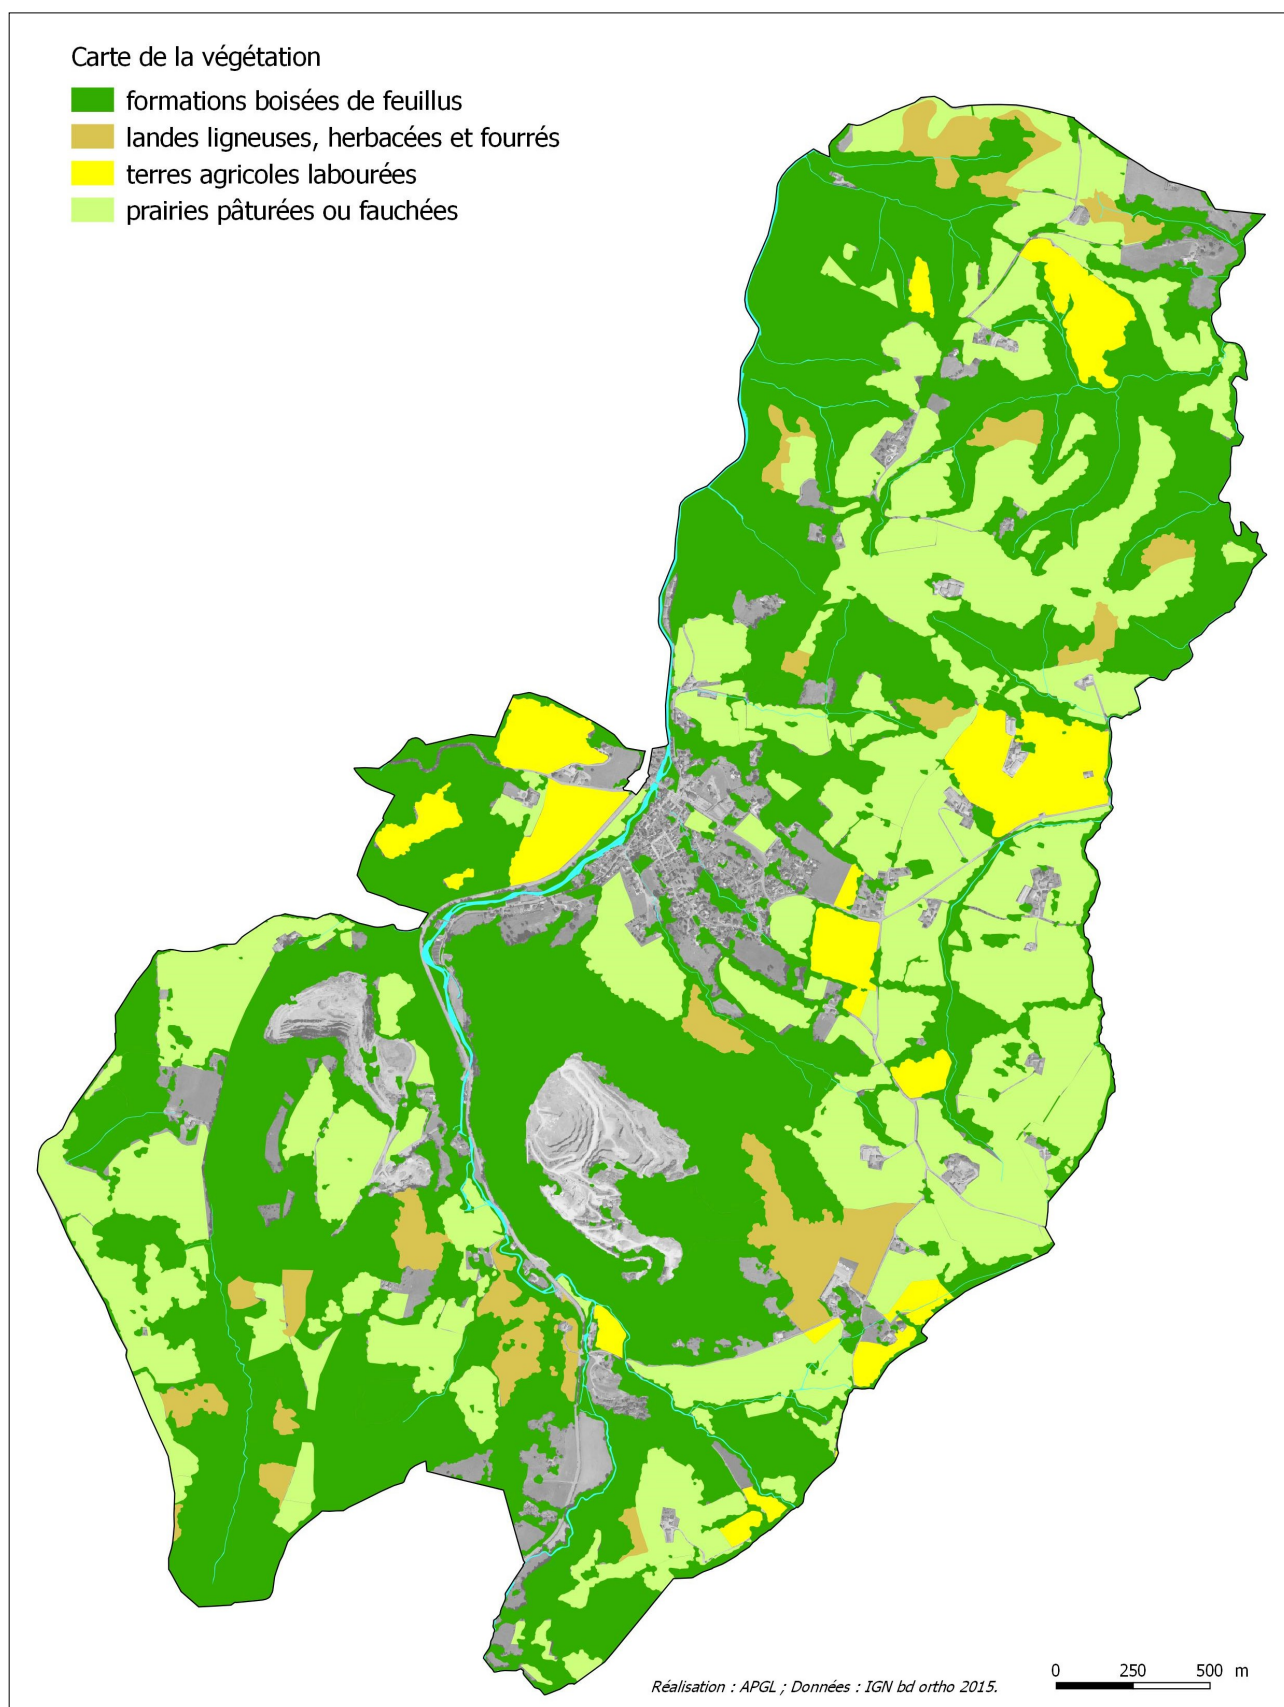 Carte de la végétation
formations boisées de feuillus
landes ligneuses, herbacées et fourrés
terres agricoles labourées
prairies pâturées ou fauchées
Réalisation : APGL ; Données : IGN bd ortho 2015.
0 250 500 m